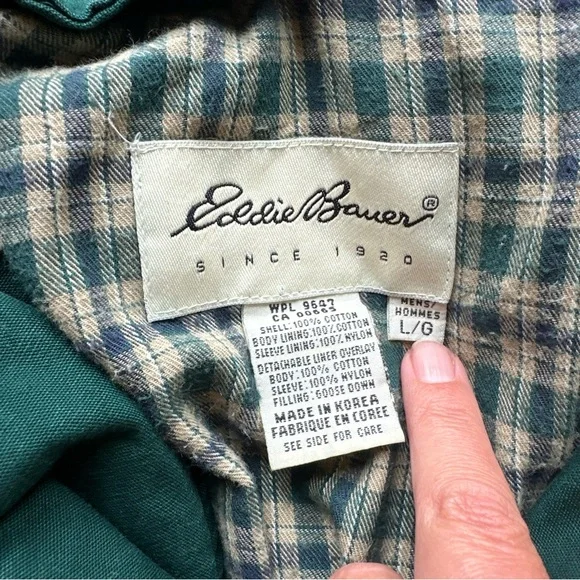 Eddie Bauer®
SINCE 1920
WPL 9647
CA 00665
SHELL:100% COTTON
BODY LINING:100% COTTON
SLEEVE LINING:100% NYLON
DETACHABLE LINER OVERLAY
BODY:100% COTTON
SLEEVE:100% NYLON
FILLING:GOOSE DOWN
MADE IN KOREA
FABRIQUE EN COREE
SEE SIDE FOR CARE
MENS/
HOMMES
L/G